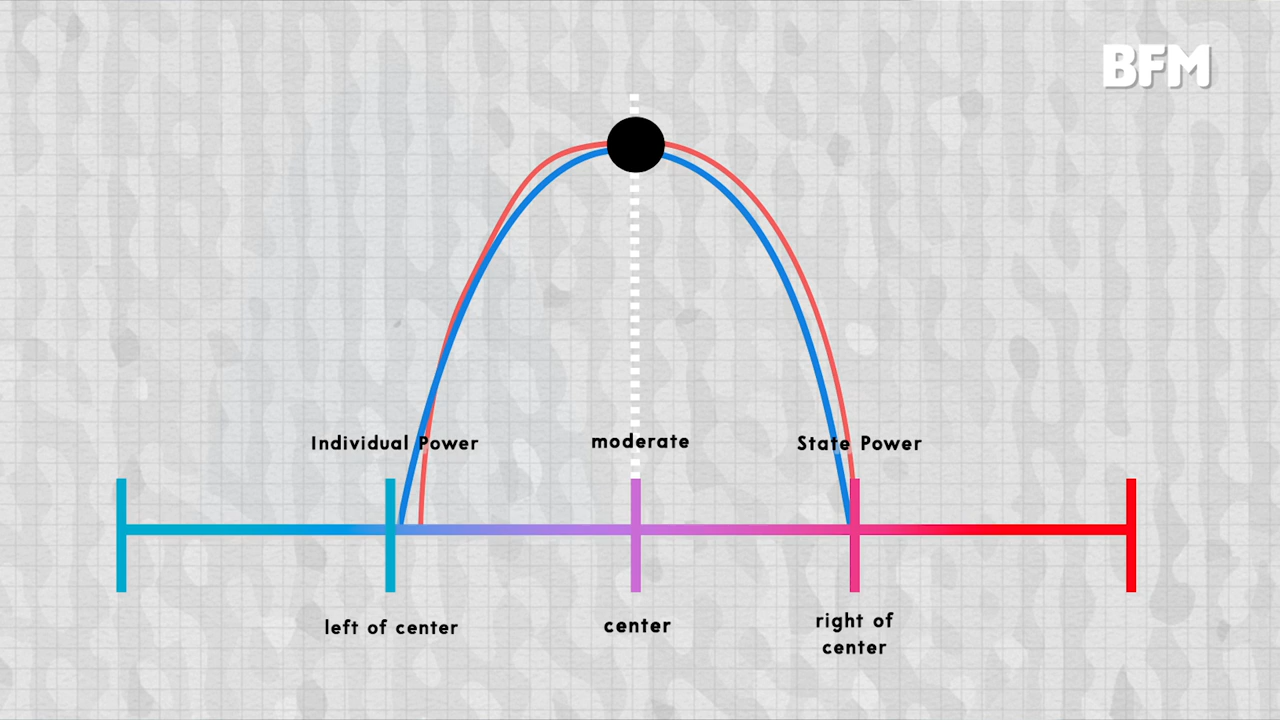 BFM
Individual Power
moderate
State Power
left of center
center
right of
center